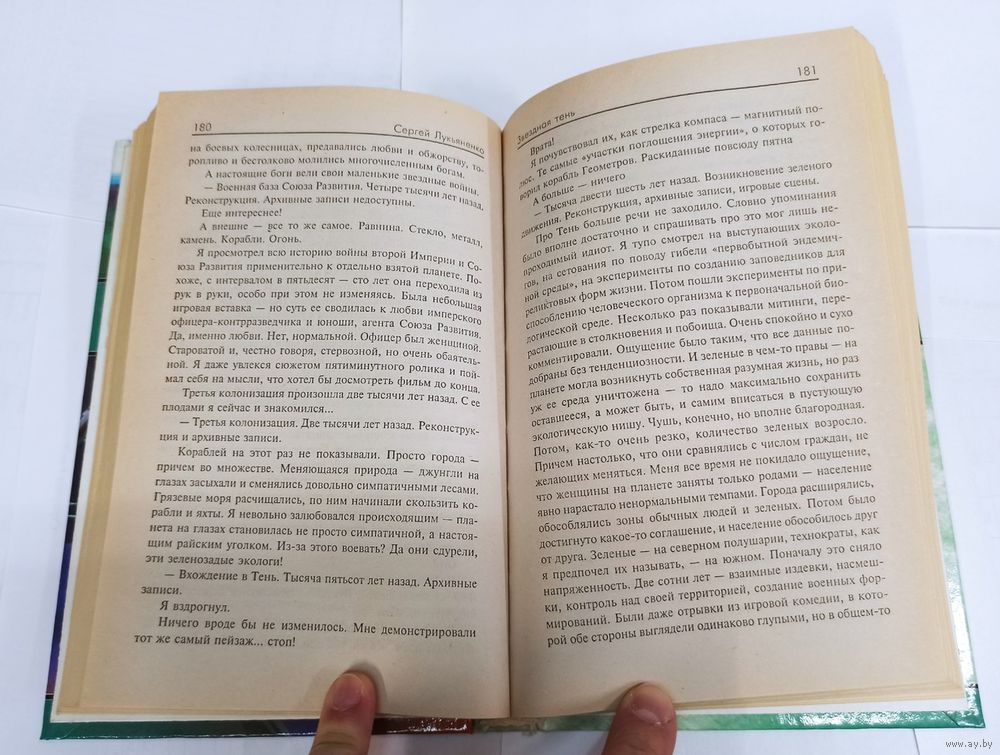 180
Сергей Лукьяненко
на боевых колесницах, предавались любви и обжорству, то-
ропливо и бестолково молились многочисленным богам.
А настоящие боги вели свои маленькие звездные войны.
— Военная база Союза Развития. Четыре тысячи лет назад.
Реконструкция. Архивные записи недоступны.
Еще интереснее!
А внешне — все то же самое. Равнина. Стекло, металл,
камень. Корабли. Огонь.
Я просмотрел всю историю войны второй Империи и Со-
юза Развития применительно к отдельно взятой планете. По-
хоже, с интервалом в пятьдесят — сто лет она переходила из
рук в руки, особо при этом не изменяясь. Была небольшая
игровая вставка — но суть ее сводилась к любви имперского
офицера-контрразведчика и юноши, агента Союза Развития.
Да, именно любви. Нет, нормальной. Офицер был женщиной.
Староватой и, честно говоря, стервозной, но очень обаятель-
ной. Я даже увлекся сюжетом пятиминутного ролика и пой-
мал себя на мысли, что хотел бы досмотреть фильм до конца.
Третья колонизация произошла две тысячи лет назад. С ее
плодами я сейчас и знакомился...
— Третья колонизация. Две тысячи лет назад. Реконструк-
ция и архивные записи.
Кораблей на этот раз не показывали. Просто города —
причем во множестве. Меняющаяся природа — джунгли на
глазах засыхали и сменялись довольно симпатичными лесами.
Грязевые моря расчищались, по ним начинали скользить ко-
рабли и яхты. Я невольно залюбовался происходящим — пла-
нета на глазах становилась не просто симпатичной, а настоя-
щим райским уголком. Из-за этого воевать? Да они сдурели,
эти зеленозадые экологи!
— Вхождение в Тень. Тысяча пятьсот лет назад. Архивные
записи.
Я вздрогнул.
Ничего вроде бы не изменилось. Мне демонстрировали
тот же самый пейзаж... стоп!
Звездная тень
181
Врата!
Я почувствовал их, как стрелка компаса — магнитный по-
люс. Те самые «участки поглощения энергии», о которых го-
ворил корабль Геометров. Раскиданные повсюду пятна
А больше — ничего
— Тысяча двести шесть лет назад. Возникновение зеленого
движения. Реконструкция, архивные записи, игровые сцены.
Про Тень больше речи не заходило. Словно упоминания
было вполне достаточно и спрашивать про это мог лишь не-
проходимый идиот. Я тупо смотрел на выступающих эколо-
гов, на сетования по поводу гибели «первобытной эндемич-
ной среды», на эксперименты по созданию заповедников для
реликтовых форм жизни. Потом пошли эксперименты по при-
способлению человеческого организма к первоначальной био-
логической среде. Несколько раз показывали митинги, пере-
растающие в столкновения и побоища. Очень спокойно и сухо
комментировали. Ощущение было таким, что все данные по-
добраны без тенденциозности. И зеленые в чем-то правы — на
планете могла возникнуть собственная разумная жизнь, но раз
уж ее среда уничтожена — то надо максимально сохранить
оставшееся, а может быть, и самим вписаться в пустующую
экологическую нишу. Чушь, конечно, но вполне благородная.
Потом, как-то очень резко, количество зеленых возросло.
Причем настолько, что они сравнялись с числом граждан, не
желающих меняться. Меня все время не покидало ощущение,
что женщины на планете заняты только родами — население
явно нарастало ненормальными темпами. Города расширялись,
обособлялись зоны обычных людей и зеленых. Потом было
достигнуто какое-то соглашение, и население обособилось друг
от друга. Зеленые — на северном полушарии, технократы, как
я предпочел их называть, — на южном. Поначалу это сняло
напряженность. Две сотни лет — взаимные издевки, насмеш-
ки, контроль над своей территорией, создание военных фор-
мирований. Были даже отрывки из игровой комедии, в кото-
рой обе стороны выглядели одинаково глупыми, но в общем-то
www.ay.by